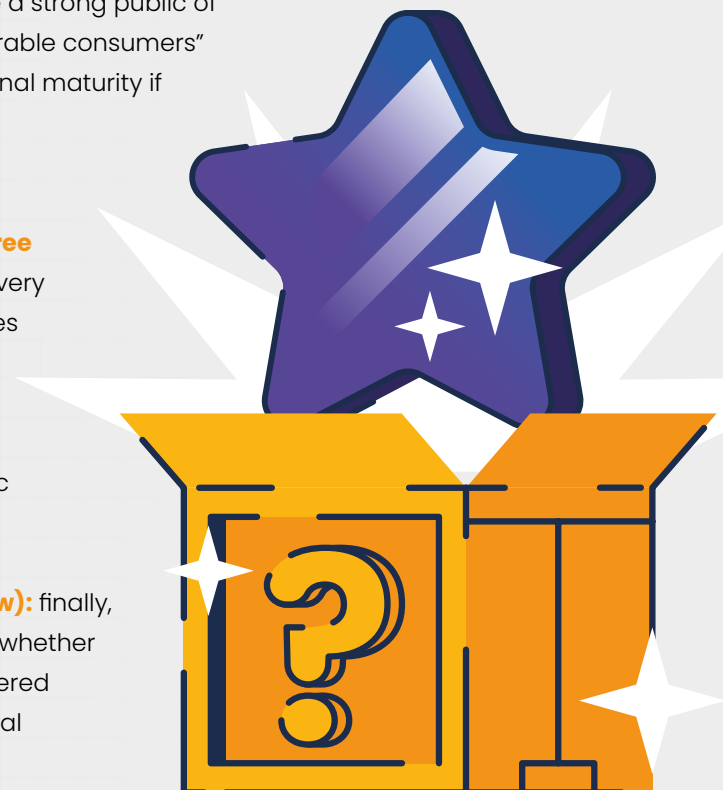 a strong public of
rable consumers”
nal maturity if
ree
very
es
c
w): finally,
whether
ered
al
?